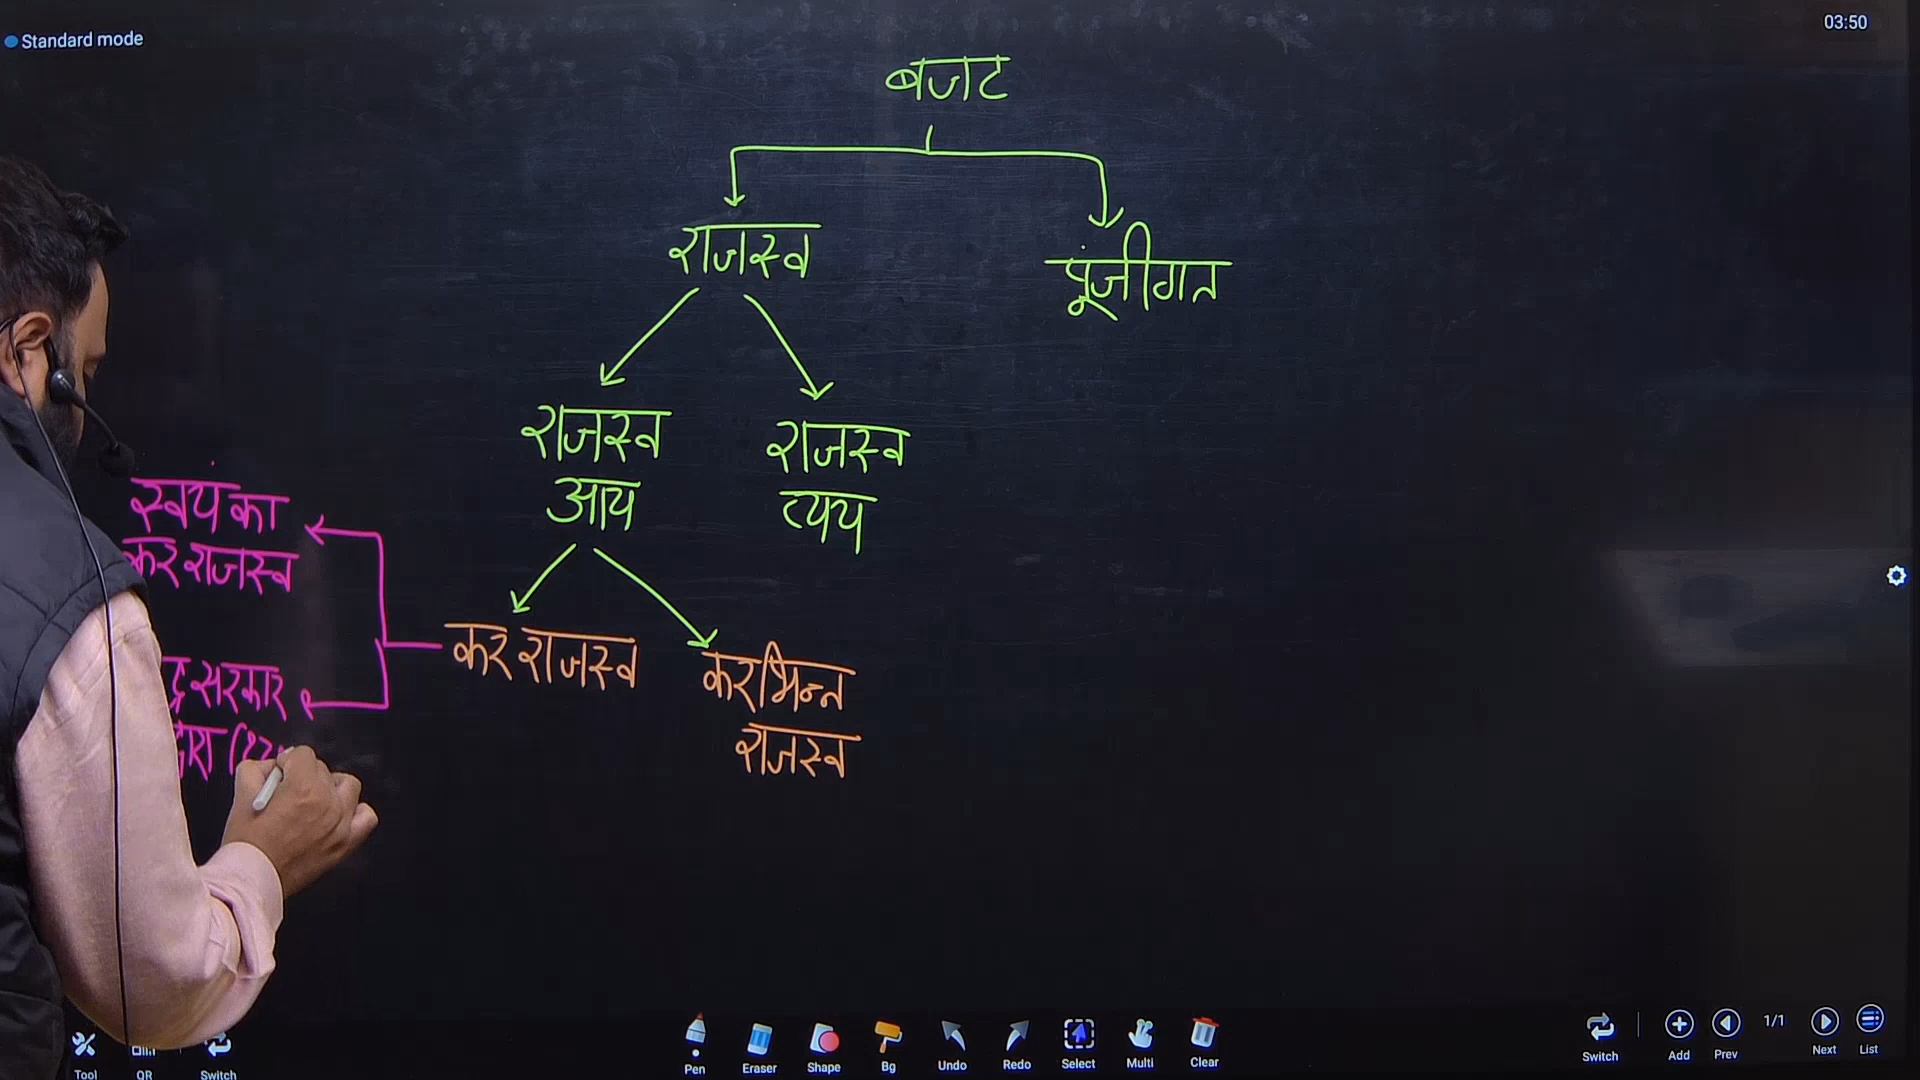 Standard mode
03:50
बजट
राजस्व
पूंजीगत
राजस्व
आय
राजस्व
व्यय
स्वयं का
कर राजस्व
कर राजस्व
करभिन्न
राजस्व
सरकार
द्वारा
Tool
QR
Switch
Pen
Eraser
Shape
Bg
Undo
Redo
Select
Multi
Clear
Switch
Add
Prev
1/1
Next
List